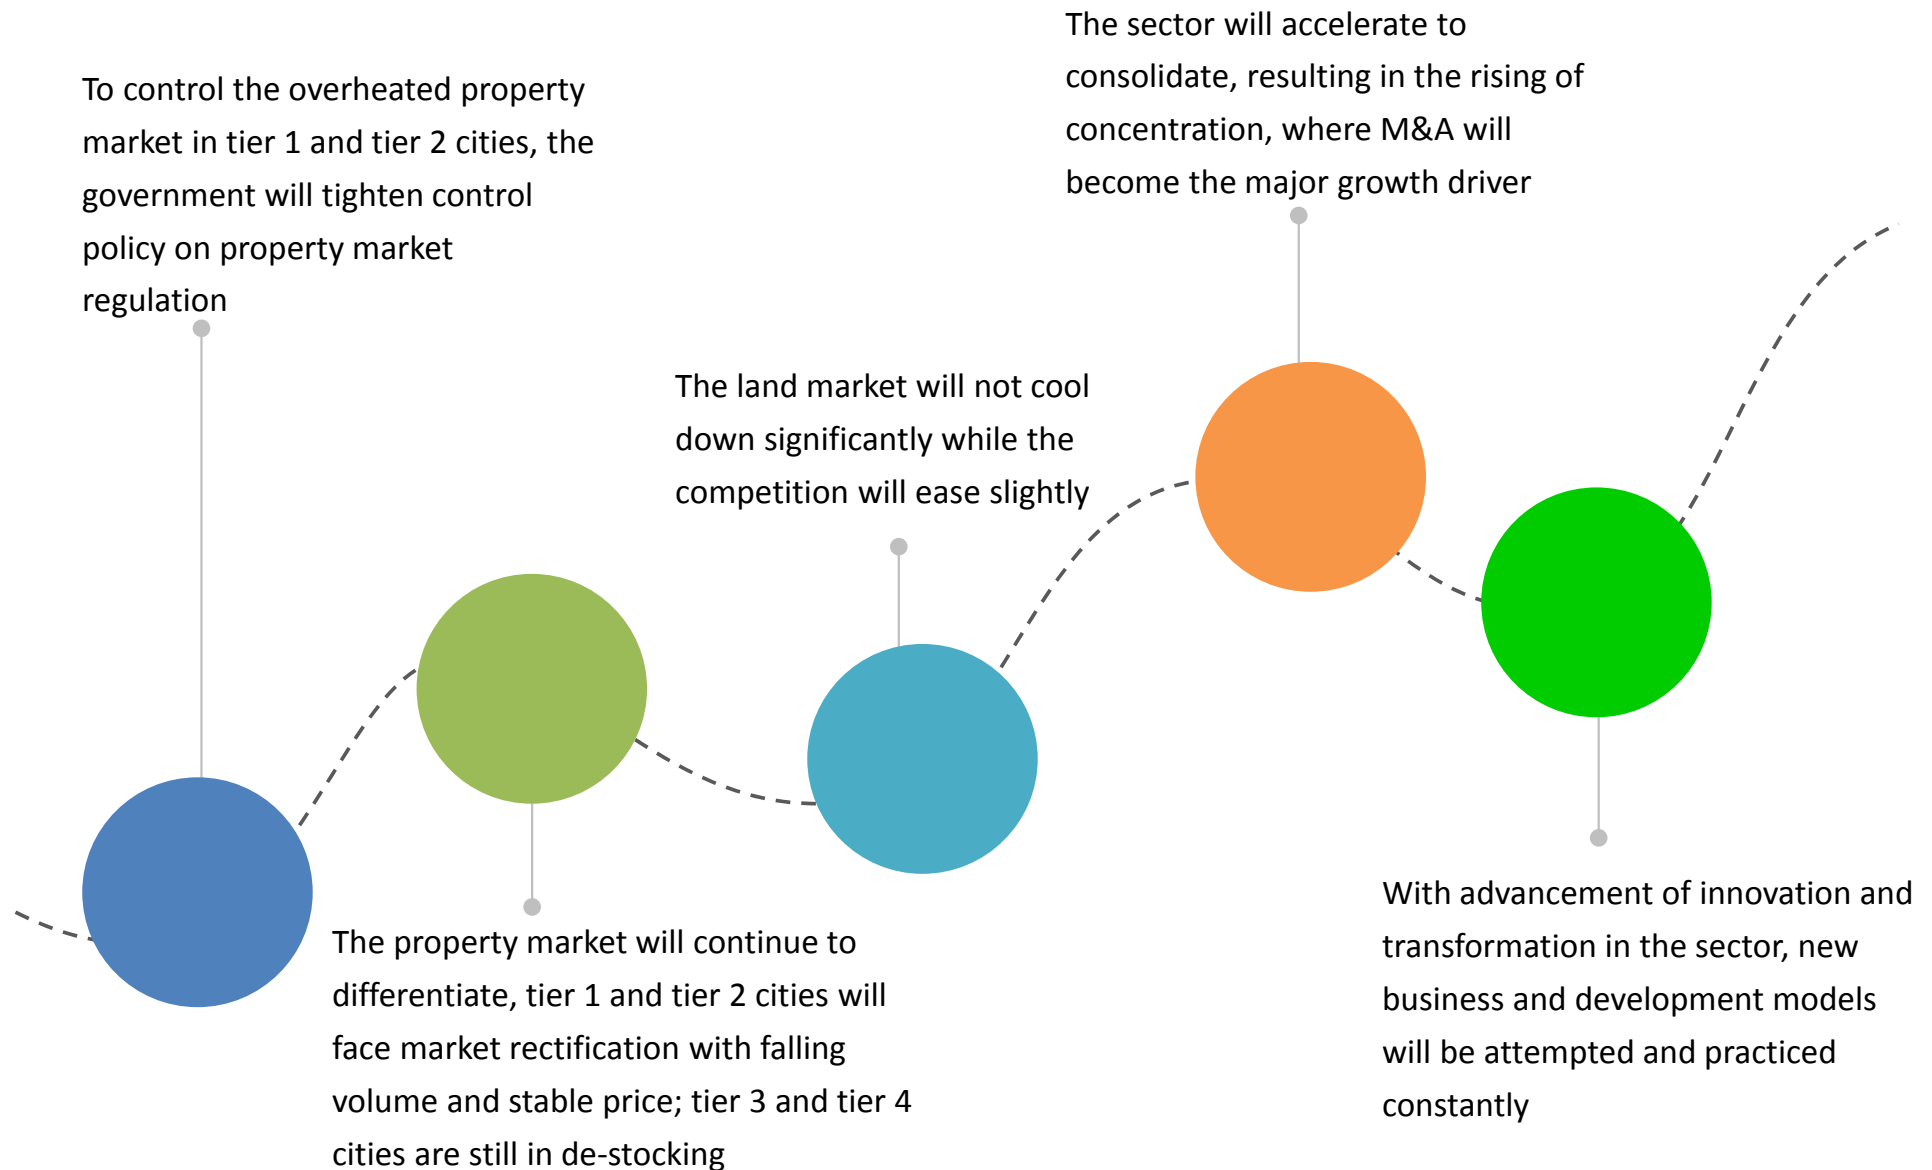 To control the overheated property
market in tier 1 and tier 2 cities, the
government will tighten control
policy on property market
regulation
The property market will continue to
differentiate, tier 1 and tier 2 cities will
face market rectification with falling
volume and stable price; tier 3 and tier 4
cities are still in de-stocking
The land market will not cool
down significantly while the
competition will ease slightly
The sector will accelerate to
consolidate, resulting in the rising of
concentration, where M&A will
become the major growth driver
With advancement of innovation and
transformation in the sector, new
business and development models
will be attempted and practiced
constantly